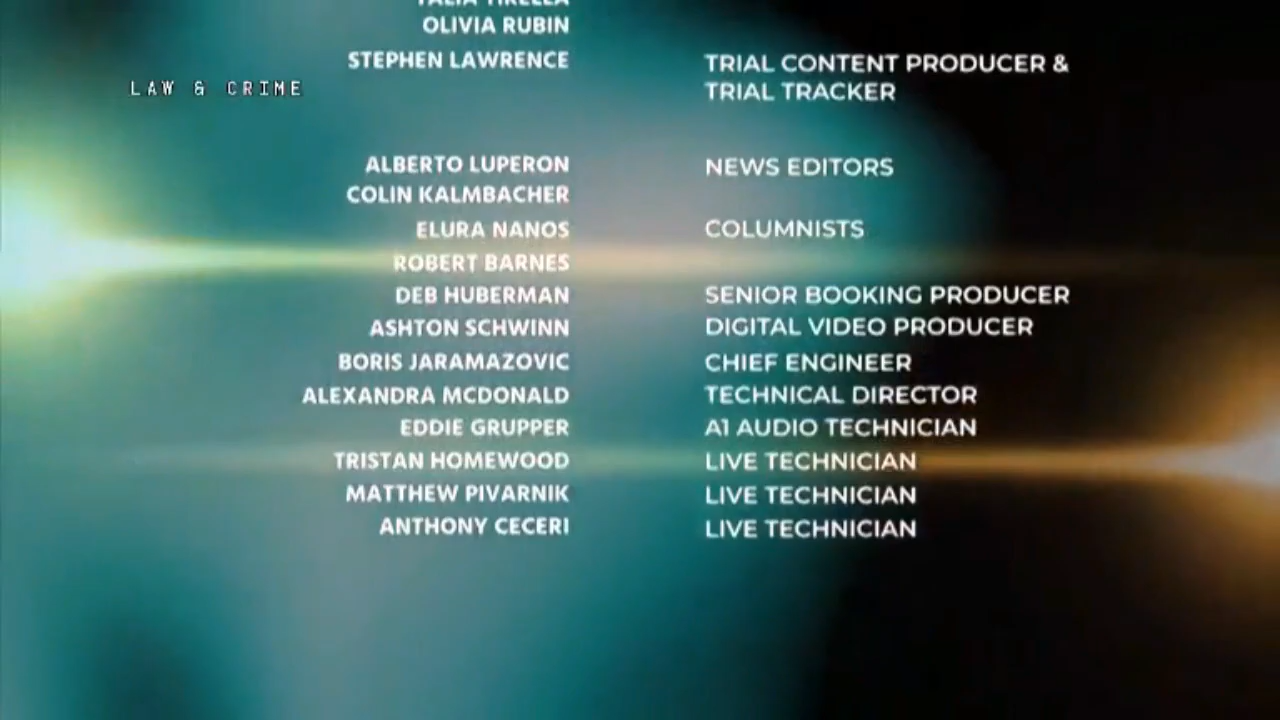 OLIVIA RUBIN
STEPHEN LAWRENCE TRIAL CONTENT PRODUCER &
TRIAL TRACKER
LAW & CRIME
ALBERTO LUPERON NEWS EDITORS
COLIN KALMBACHER
ELURA NANOS COLUMNISTS
ROBERT BARNES
DEB HUBERMAN SENIOR BOOKING PRODUCER
ASHTON SCHWINN DIGITAL VIDEO PRODUCER
BORIS JARAMAZOVIC CHIEF ENGINEER
ALEXANDRA MCDONALD TECHNICAL DIRECTOR
EDDIE GRUPPER A1 AUDIO TECHNICIAN
TRISTAN HOMEWOOD LIVE TECHNICIAN
MATTHEW PIVARNIK LIVE TECHNICIAN
ANTHONY CECERI LIVE TECHNICIAN